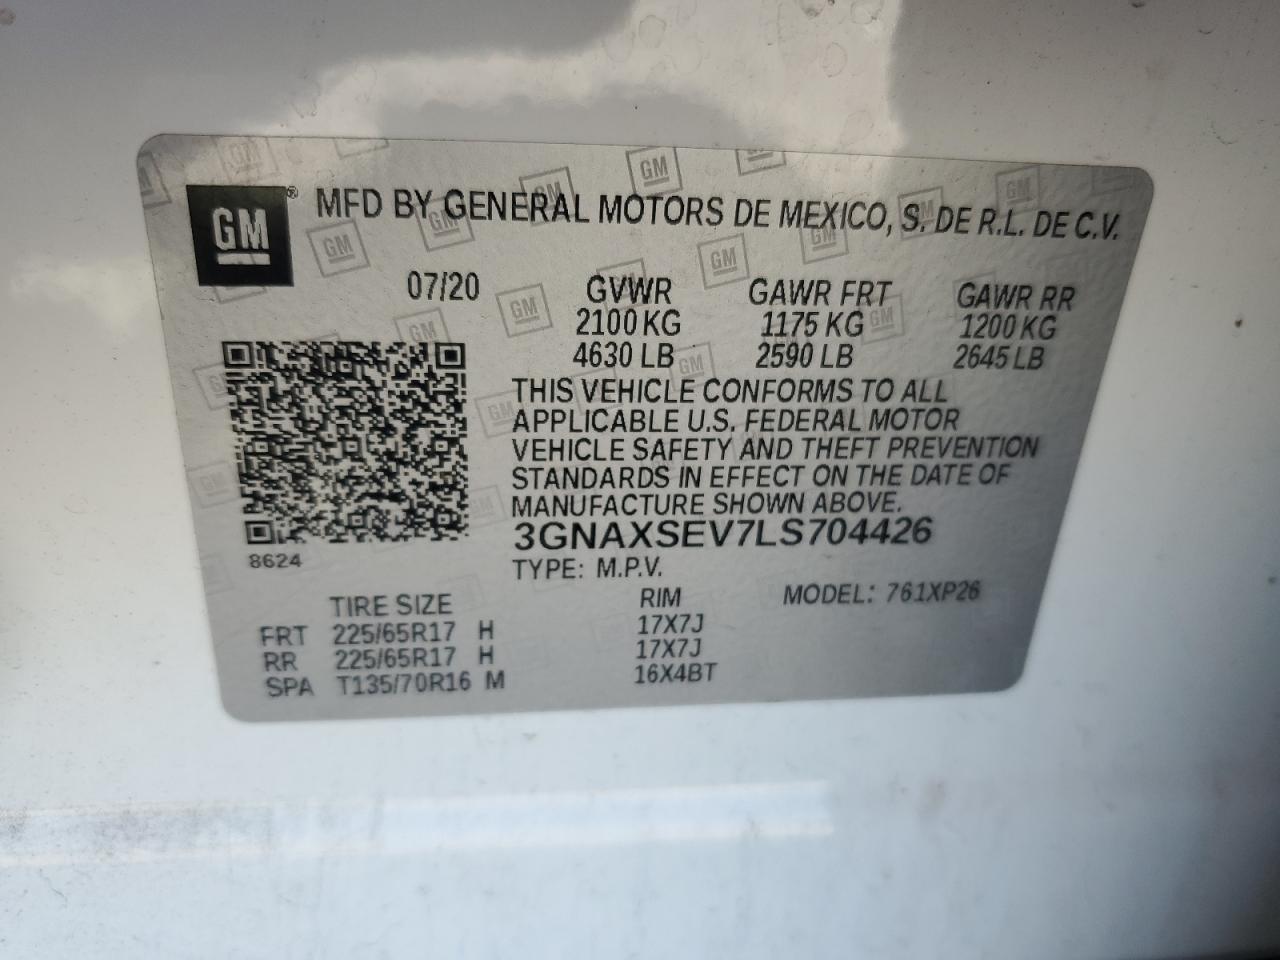 GM ® MFD BY GENERAL MOTORS DE MEXICO, S. DE R.L. DE C.V.
07/20 GVWR GAWR FRT GAWR RR
2100 KG 1175 KG 1200 KG
4630 LB 2590 LB 2645 LB
THIS VEHICLE CONFORMS TO ALL
APPLICABLE U.S. FEDERAL MOTOR
VEHICLE SAFETY AND THEFT PREVENTION
STANDARDS IN EFFECT ON THE DATE OF
MANUFACTURE SHOWN ABOVE.
3GNAXSEV7LS704426
8624
TYPE: M.P.V.
TIRE SIZE RIM MODEL: 761XP26
FRT 225/65R17 H 17X7J
RR 225/65R17 H 17X7J
SPA T135/70R16 M 16X4BT